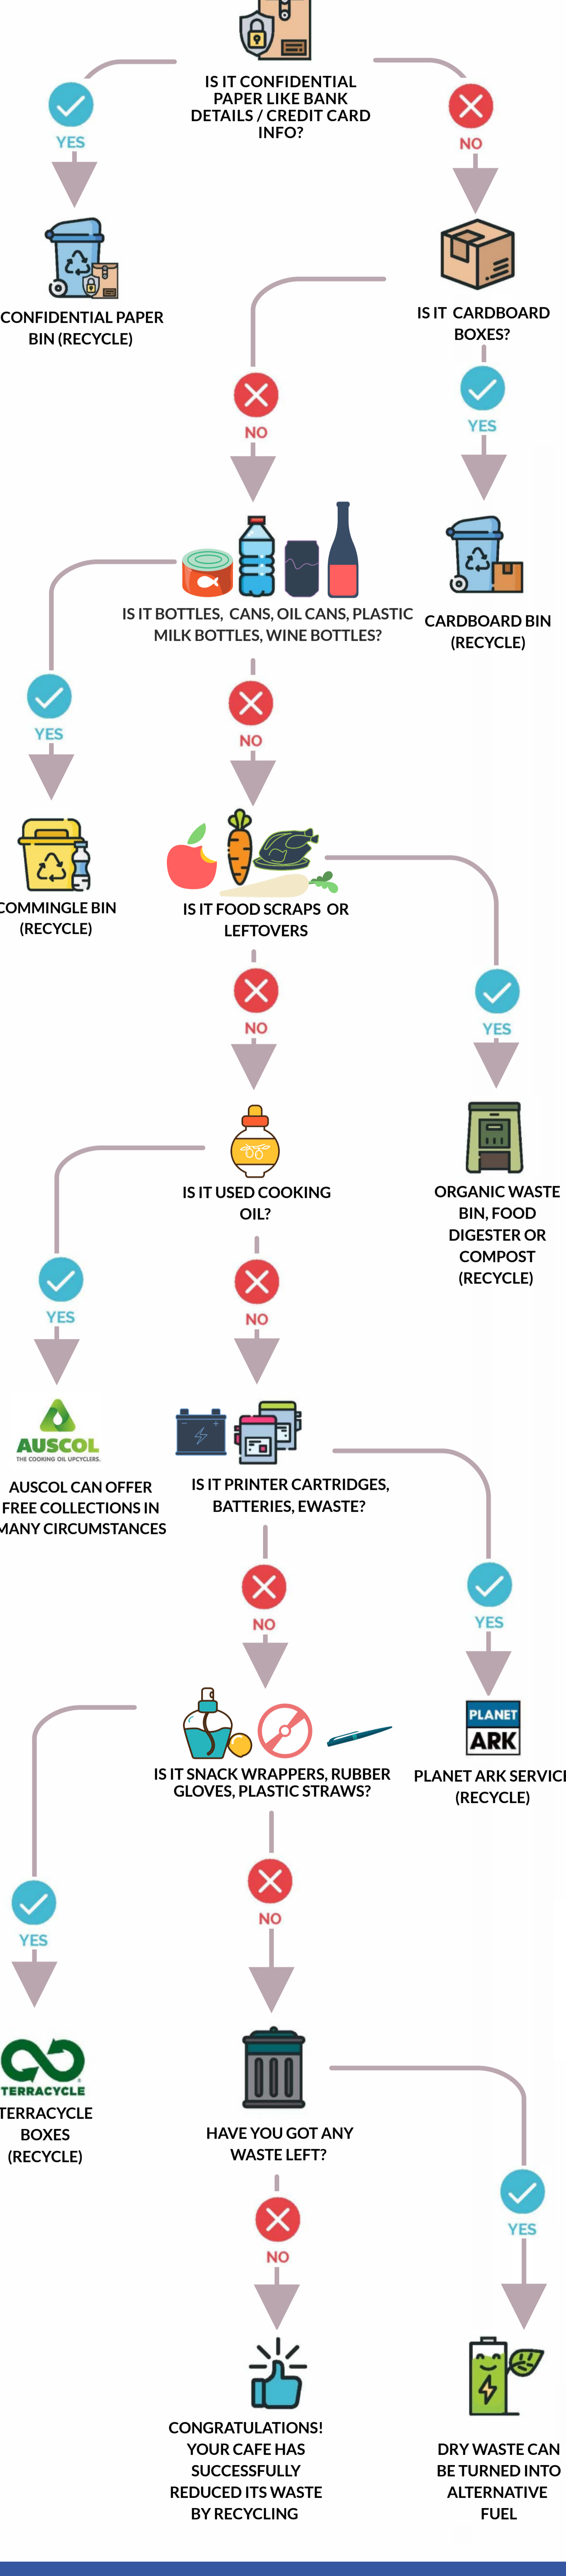 IS IT CONFIDENTIAL
PAPER LIKE BANK
DETAILS / CREDIT CARD
INFO?
YES
NO
CONFIDENTIAL PAPER
BIN (RECYCLE)
IS IT CARDBOARD
BOXES?
NO
YES
IS IT BOTTLES, CANS, OIL CANS, PLASTIC
MILK BOTTLES, WINE BOTTLES?
CARDBOARD BIN
(RECYCLE)
YES
NO
COMMINGLE BIN
(RECYCLE)
IS IT FOOD SCRAPS OR
LEFTOVERS
NO
YES
IS IT USED COOKING
OIL?
ORGANIC WASTE
BIN, FOOD
DIGESTER OR
COMPOST
(RECYCLE)
YES
NO
AUSCOL
THE COOKING OIL UPCYCLERS.
AUSCOL CAN OFFER
FREE COLLECTIONS IN
MANY CIRCUMSTANCES
IS IT PRINTER CARTRIDGES,
BATTERIES, EWASTE?
NO
YES
PLANET
ARK
PLANET ARK SERVICE
(RECYCLE)
IS IT SNACK WRAPPERS, RUBBER
GLOVES, PLASTIC STRAWS?
YES
NO
TERRACYCLE
TERRACYCLE
BOXES
(RECYCLE)
HAVE YOU GOT ANY
WASTE LEFT?
NO
YES
CONGRATULATIONS!
YOUR CAFE HAS
SUCCESSFULLY
REDUCED ITS WASTE
BY RECYCLING
DRY WASTE CAN
BE TURNED INTO
ALTERNATIVE
FUEL